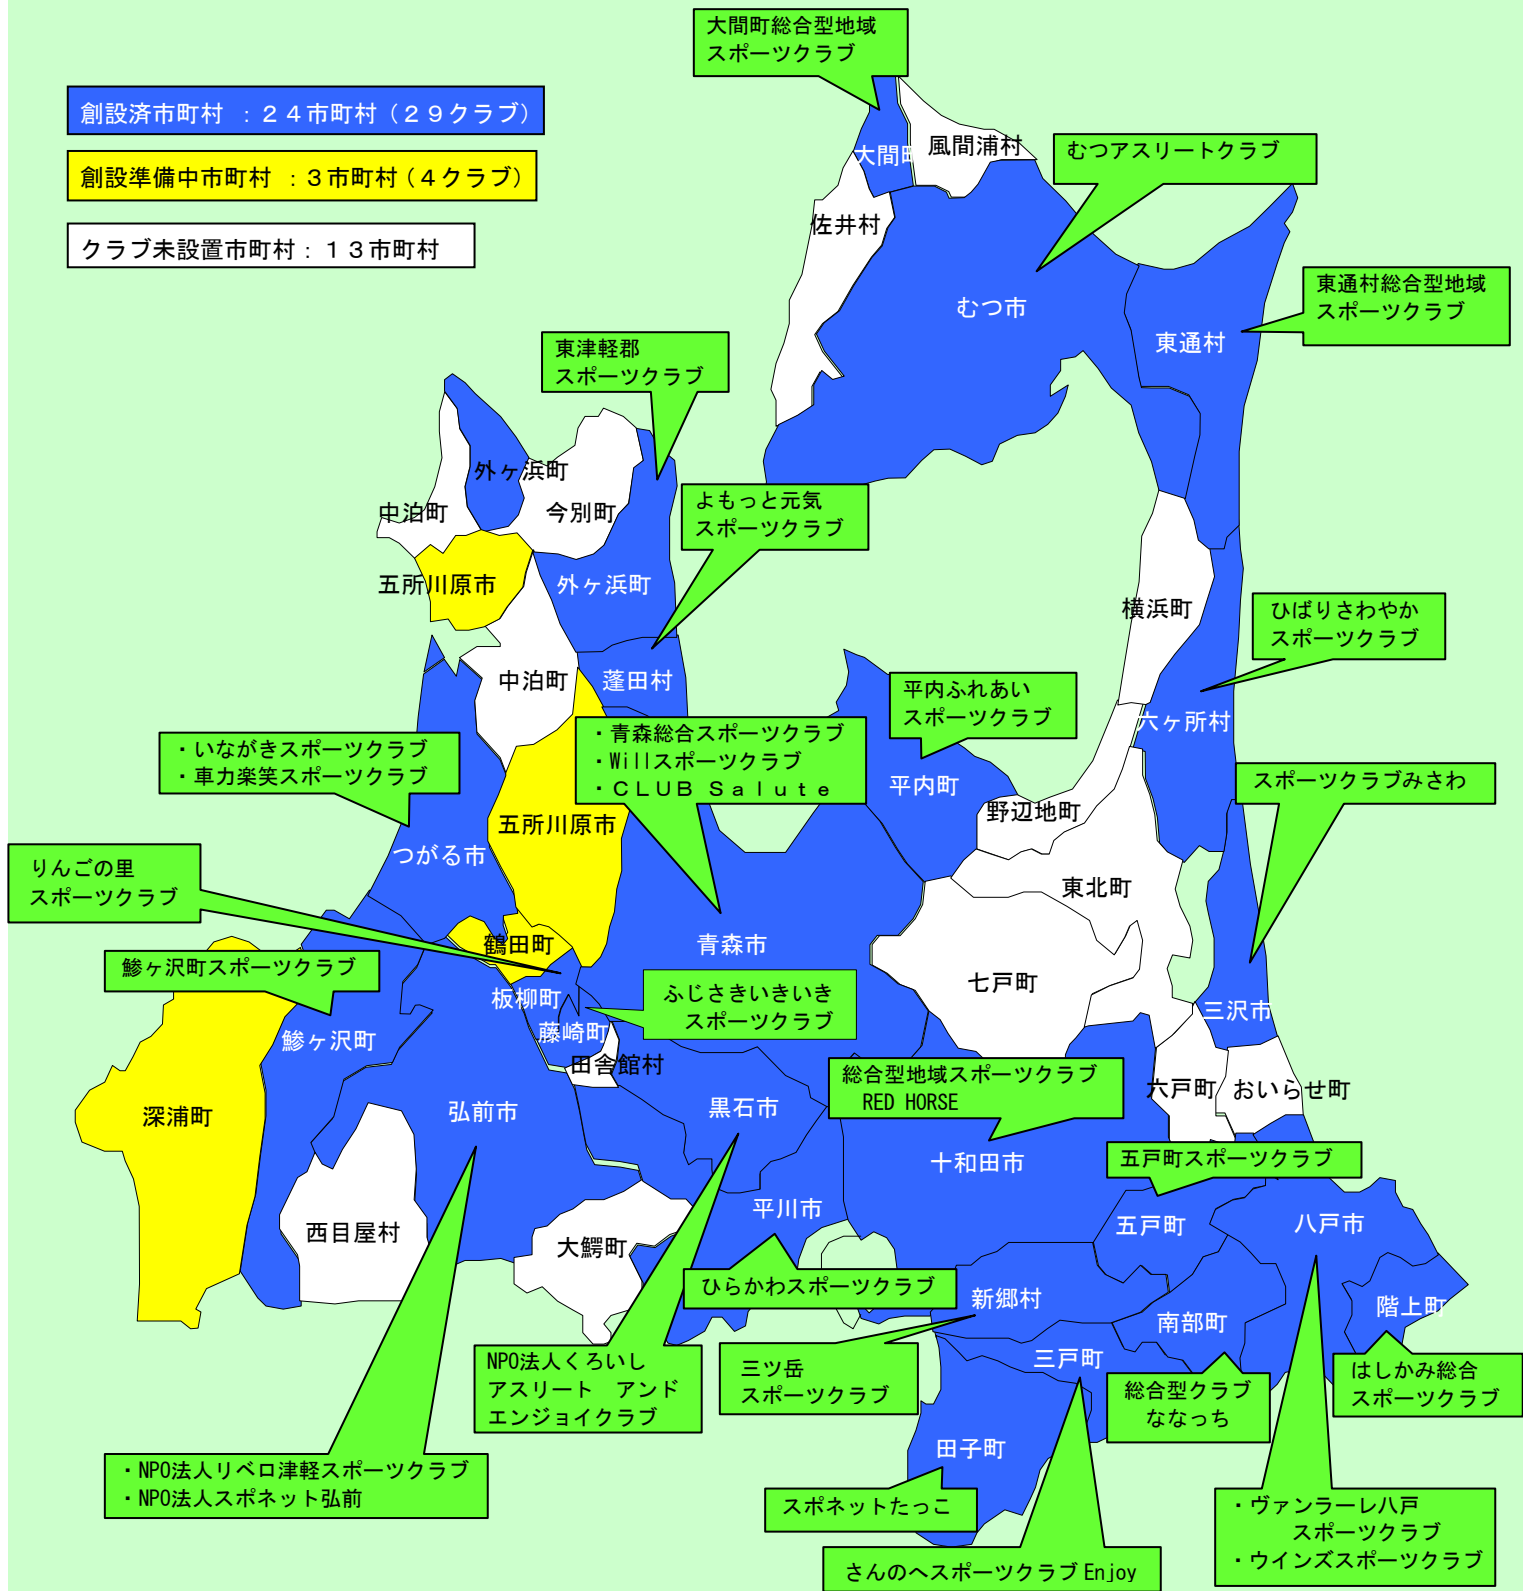 大間町総合型地域
スポーツクラブ
創設済市町村　：２４市町村（２９クラブ）
創設準備中市町村　：３市町村（４クラブ）
クラブ未設置市町村：１３市町村
大間町
風間浦村
むつアスリートクラブ
佐井村
むつ市
東通村総合型地域
スポーツクラブ
東通村
東津軽郡
スポーツクラブ
外ヶ浜町
中泊町
今別町
よもっと元気
スポーツクラブ
五所川原市
外ヶ浜町
横浜町
ひばりさわやか
スポーツクラブ
中泊町
蓬田村
平内ふれあい
スポーツクラブ
六ヶ所村
・いながきスポーツクラブ
・車力楽笑スポーツクラブ
・青森総合スポーツクラブ
・Willスポーツクラブ
・ＣＬＵＢ Ｓａｌｕｔｅ
平内町
スポーツクラブみさわ
野辺地町
五所川原市
つがる市
りんごの里
スポーツクラブ
東北町
鶴田町
青森市
鰺ヶ沢町スポーツクラブ
七戸町
板柳町
ふじさきいきいき
スポーツクラブ
三沢市
藤崎町
鰺ヶ沢町
田舎館村
総合型地域スポーツクラブ
RED HORSE
六戸町
おいらせ町
深浦町
弘前市
黒石市
十和田市
五戸町スポーツクラブ
平川市
五戸町
八戸市
西目屋村
大鰐町
ひらかわスポーツクラブ
新郷村
南部町
階上町
NPO法人くろいし
アスリート　アンド
エンジョイクラブ
三ツ岳
スポーツクラブ
三戸町
総合型クラブ
ななっち
はしかみ総合
スポーツクラブ
田子町
・NPO法人リベロ津軽スポーツクラブ
・NPO法人スポネット弘前
スポネットたっこ
・ヴァンラーレ八戸
スポーツクラブ
・ウインズスポーツクラブ
さんのへスポーツクラブ Enjoy